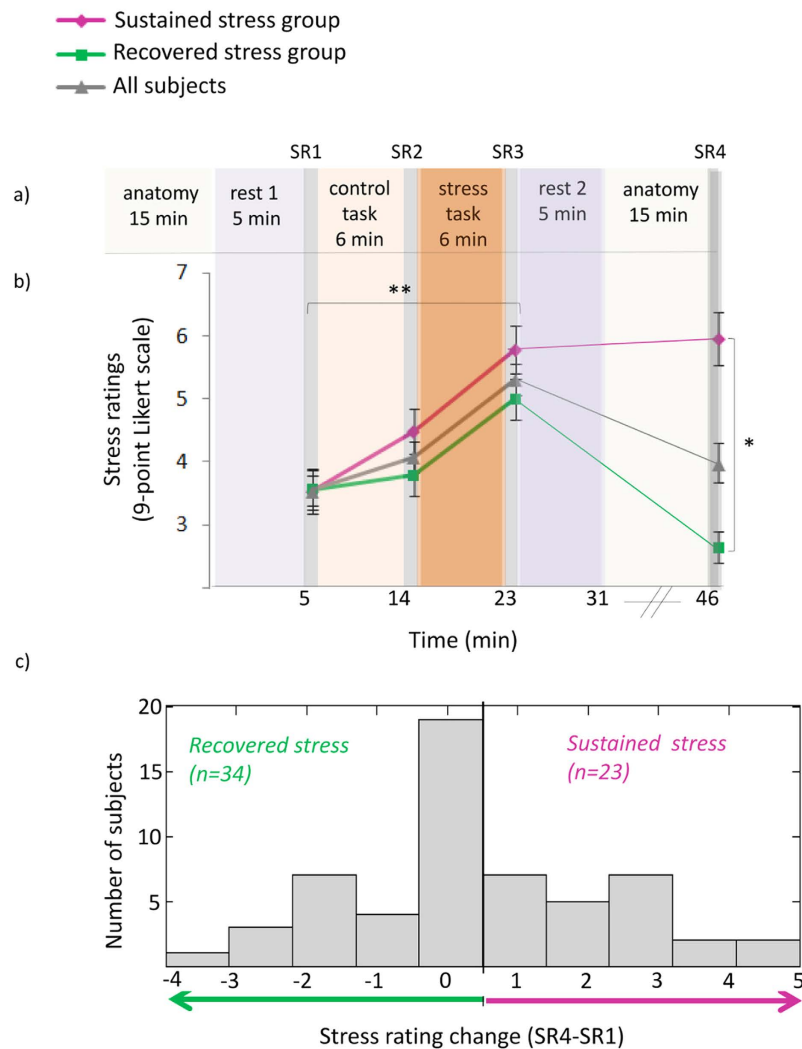 Sustained stress group
Recovered stress group
All subjects
SR1 SR2 SR3 SR4
a)
anatomy
15 min
rest 1
5 min
control
task
6 min
stress
task
6 min
rest 2
5 min
anatomy
15 min
b)
Stress ratings
(9-point Likert scale)
7
6
5
4
3
**
*
5 14 23 31 46
Time (min)
c)
Number of subjects
20
15
10
5
Recovered stress
(n=34)
Sustained stress
(n=23)
-4 -3 -2 -1 0 1 2 3 4 5
Stress rating change (SR4-SR1)